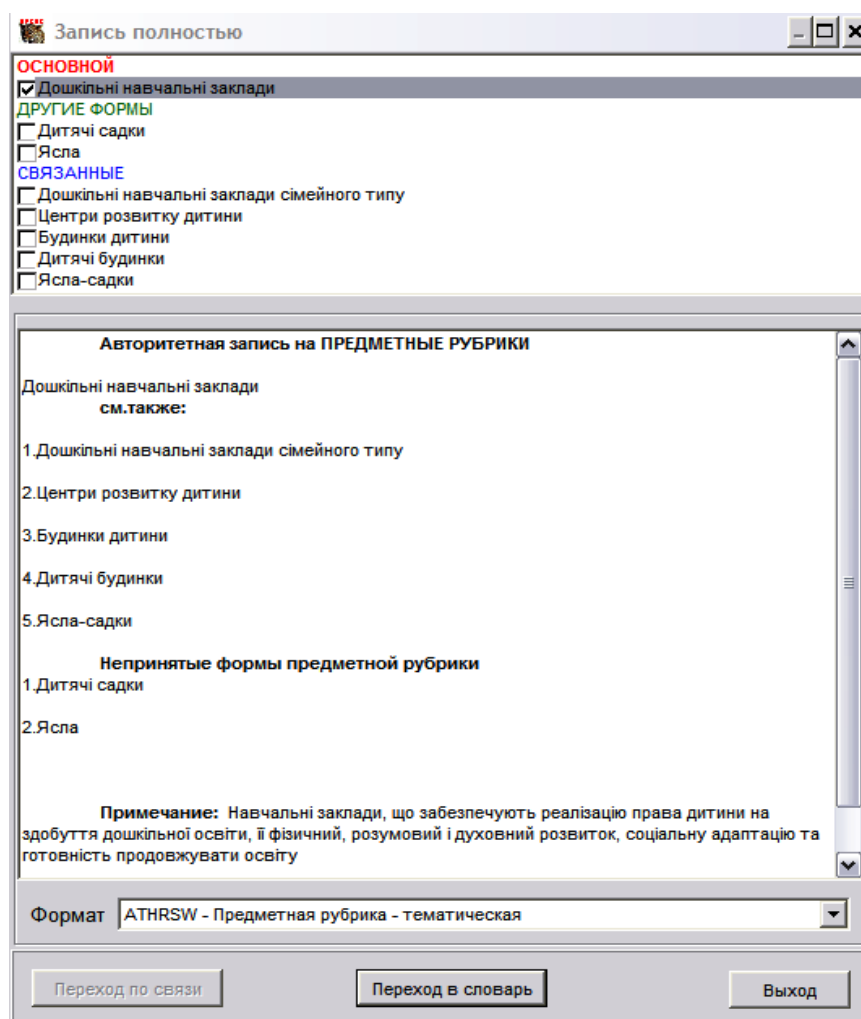 Запись полностью
ОСНОВНОЙ
Дошкільні навчальні заклади
ДРУГИЕ ФОРМЫ
Дитячі садки
Ясла
СВЯЗАННЫЕ
Дошкільні навчальні заклади сімейного типу
Центри розвитку дитини
Будинки дитини
Дитячі будинки
Ясла-садки
Авторитетная запись на ПРЕДМЕТНЫЕ РУБРИКИ
Дошкільні навчальні заклади
см.также:
1.Дошкільні навчальні заклади сімейного типу
2.Центри розвитку дитини
3.Будинки дитини
4.Дитячі будинки
5.Ясла-садки
Непринятые формы предметной рубрики
1.Дитячі садки
2.Ясла
Примечание: Навчальні заклади, що забезпечують реалізацію права дитини на
здобуття дошкільної освіти, її фізичний, розумовий і духовний розвиток, соціальну адаптацію та
готовність продовжувати освіту
Формат ATHRSW - Предметная рубрика - тематическая
Переход по связи Переход в словарь Выход